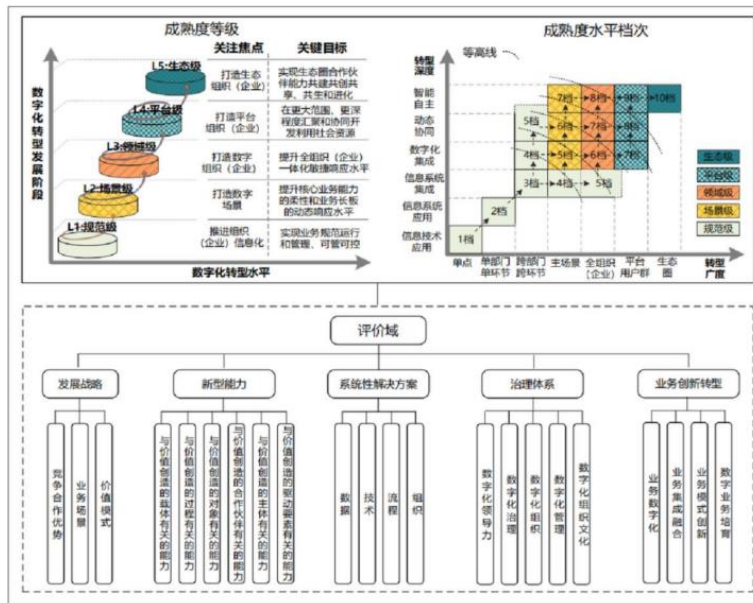 成熟度等级
关注焦点
关键目标
数字化转型发展阶段
L5:生态级
打造生态
组织（企业）
实现生态圈合作伙
伴能力共建共创共
享、共生和进化
L4:平台级
打造平台
组织（企业）
在更大范围、更深
程度汇聚和协同开
发利用社会资源
L3:领域级
打造数字
组织（企业）
提升全组织（企业）
一体化敏捷响应水平
L2:场景级
打造数字
场景
提升核心业务能力
的柔性和业务长板
的动态响应水平
L1:规范级
推进组织
（企业）信息化
实现业务规范运行
和管理、可管可控
数字化转型水平
成熟度水平档次
转型
深度
等高线
智能
自主
7档
8档
9档
10档
动态
协同
5档
6档
7档
8档
数字化
集成
4档
5档
6档
7档
信息系统
集成
3档
4档
5档
信息系统
应用
2档
信息技术
应用
1档
单点
单部门
单环节
跨部门
跨环节
主场景
全组织
（企业）
平台
用户群
生态
圈
转型
广度
生态级
平台级
领域级
场景级
规范级
评价域
发展战略
新型能力
系统性解决方案
治理体系
业务创新转型
竞争合作优势
业务场景
价值模式
与价值创造的载体有关的能力
与价值创造的过程有关的能力
与价值创造的对象有关的能力
与价值创造的合作伙伴有关的能力
与价值创造的主体有关的能力
与价值创造的驱动要素有关的能力
数据
技术
流程
组织
数字化领导力
数字化治理
数字化组织
数字化管理
数字化组织文化
业务数字化
业务集成融合
业务模式创新
数字业务培育